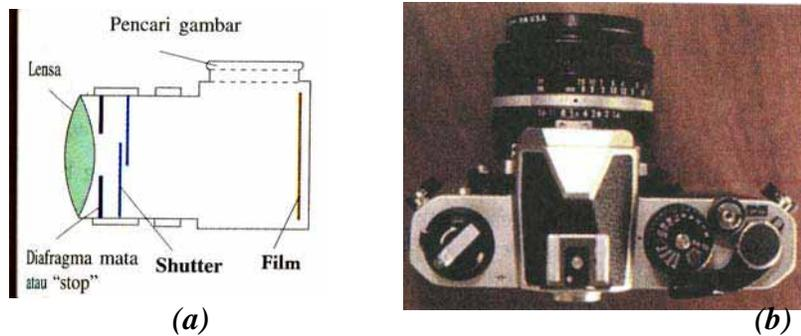 Pencari gambar
Lensa
Diafragma mata
atau “stop”
Shutter
Film
(a)
(b)